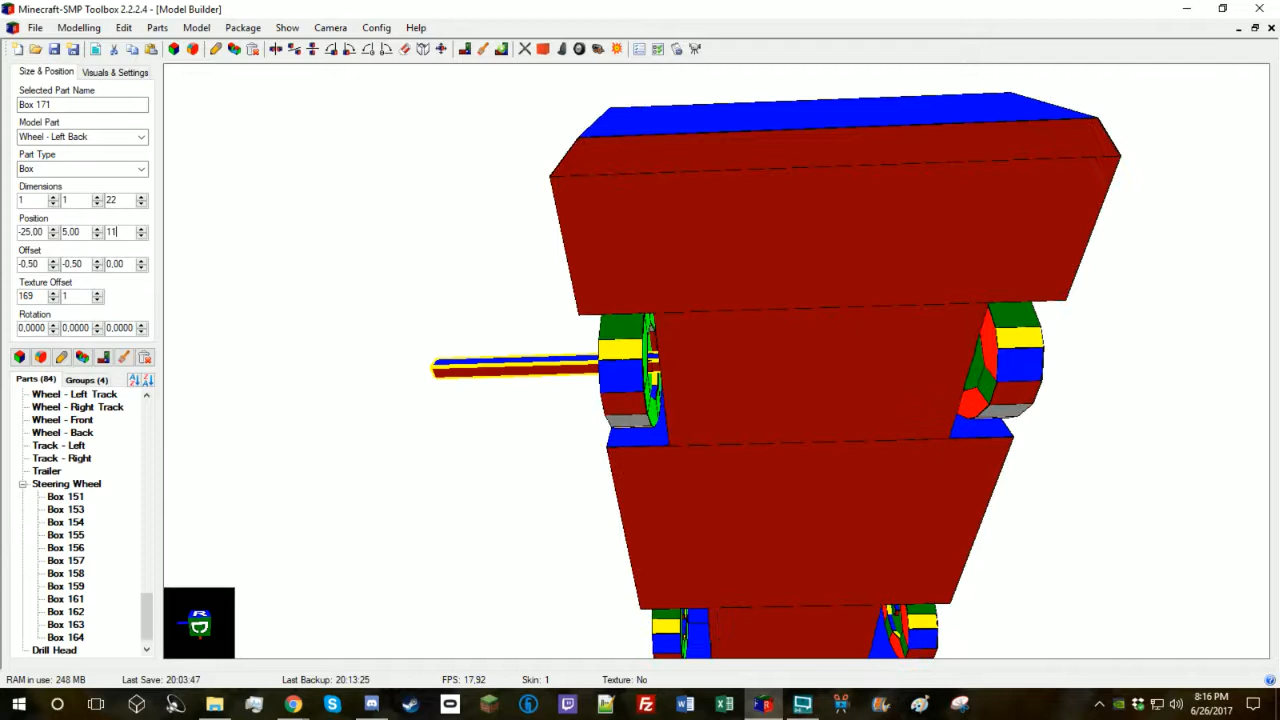 Minecraft-SMP Toolbox 2.2.2.4 - [Model Builder]
File Modelling Edit Parts Model Package Show Camera Config Help
Size & Position Visuals & Settings
Selected Part Name
Box 171
Model Part
Wheel - Left Back
Part Type
Box
Dimensions
1 1 22
Position
-25,00 5,00 11
Offset
-0,50 -0,50 0,00
Texture Offset
169 1
Rotation
0,0000 0,0000 0,0000
Parts (84) Groups (4)
Wheel - Left Track
Wheel - Right Track
Wheel - Front
Wheel - Back
Track - Left
Track - Right
Trailer
Steering Wheel
Box 151
Box 153
Box 154
Box 155
Box 156
Box 157
Box 158
Box 159
Box 161
Box 162
Box 163
Box 164
Drill Head
RAM in use: 248 MB Last Save: 20:03:47 Last Backup: 20:13:25 FPS: 17,92 Skin: 1 Texture: No
8:16 PM
6/26/2017